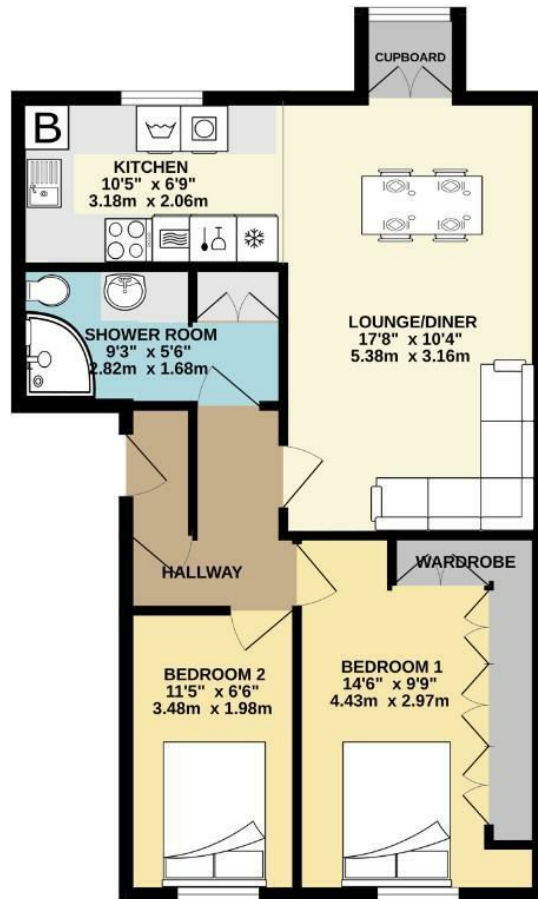 CUPBOARD
B
KITCHEN
10'5" x 6'9"
3.18m x 2.06m
LOUNGE/DINER
17'8" x 10'4"
5.38m x 3.16m
SHOWER ROOM
9'3" x 5'6"
2.82m x 1.68m
HALLWAY
WARDROBE
BEDROOM 2
11'5" x 6'6"
3.48m x 1.98m
BEDROOM 1
14'6" x 9'9"
4.43m x 2.97m